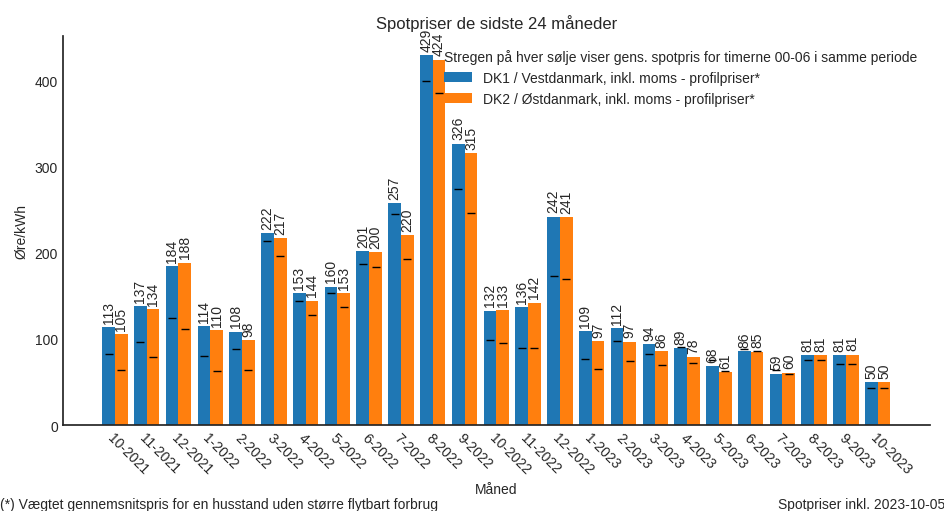 Spotpriser de sidste 24 måneder
Stregen på hver sølje viser gens. spotpris for timerne 00-06 i samme periode
DK1 / Vestdanmark, inkl. moms - profilpriser*
DK2 / Østdanmark, inkl. moms - profilpriser*
Øre/kWh
400
300
200
100
0
113 105 137 134 184 188 114 110 108 98 222 217 153 144 160 153 201 200 257 220 429 424 326 315 132 133 136 142 242 241 109 97 112 97 94 86 89 78 68 61 86 85 59 60 81 81 81 81 50 50
10-2021 11-2021 12-2021 1-2022 2-2022 3-2022 4-2022 5-2022 6-2022 7-2022 8-2022 9-2022 10-2022 11-2022 12-2022 1-2023 2-2023 3-2023 4-2023 5-2023 6-2023 7-2023 8-2023 9-2023 10-2023
Måned
(*) Vægtet gennemsnitspris for en husstand uden større flytbart forbrug
Spotpriser inkl. 2023-10-05